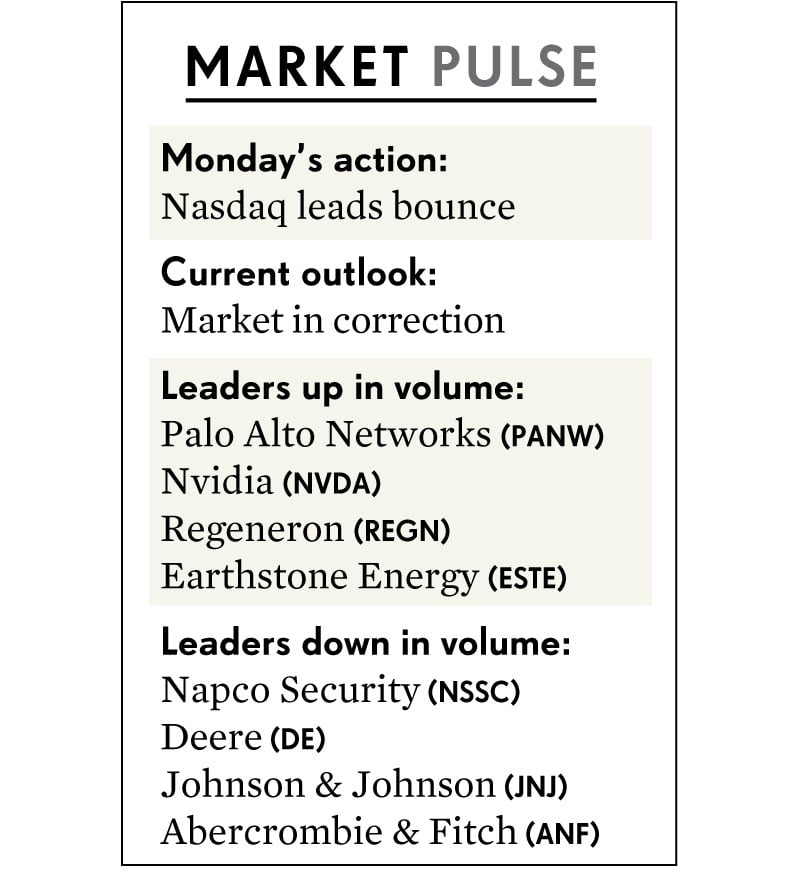 MARKET PULSE
Monday's action:
Nasdaq leads bounce
Current outlook:
Market in correction
Leaders up in volume:
Palo Alto Networks (PANW)
Nvidia (NVDA)
Regeneron (REGN)
Earthstone Energy (ESTE)
Leaders down in volume:
Napco Security (NSSC)
Deere (DE)
Johnson & Johnson (JNJ)
Abercrombie & Fitch (ANF)